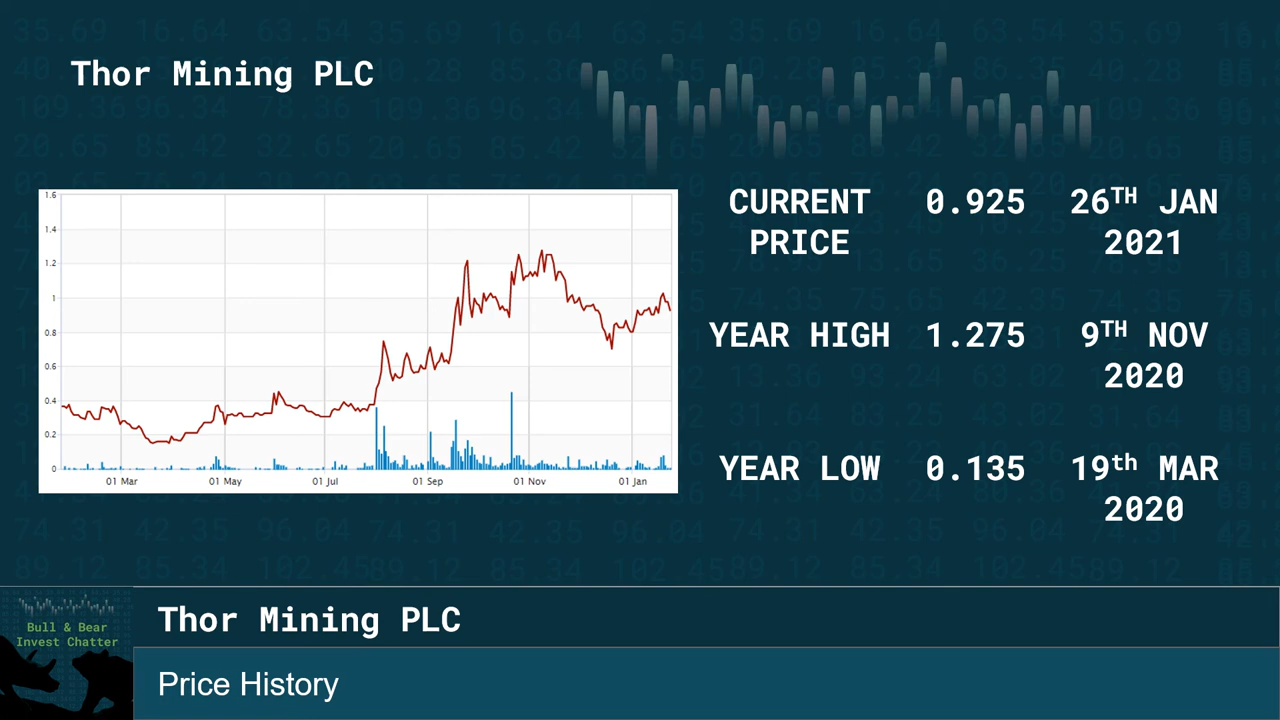 Thor Mining PLC
1.6
1.4
1.2
1
0.8
0.6
0.4
0.2
0
01 Mar
01 May
01 Jul
01 Sep
01 Nov
01 Jan
CURRENT PRICE 0.925 26TH JAN 2021
YEAR HIGH 1.275 9TH NOV 2020
YEAR LOW 0.135 19th MAR 2020
Bull & Bear
Invest Chatter
Thor Mining PLC
Price History